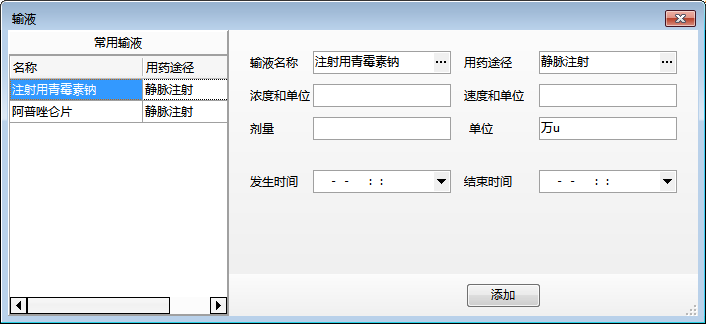 输液
常用输液
名称 用药途径
注射用青霉素钠 静脉注射
阿普唑仑片 静脉注射
输液名称 注射用青霉素钠 ... 用药途径 静脉注射 ...
浓度和单位 速度和单位
剂量 单位 万u
发生时间 - - : : 结束时间 - - : :
添加